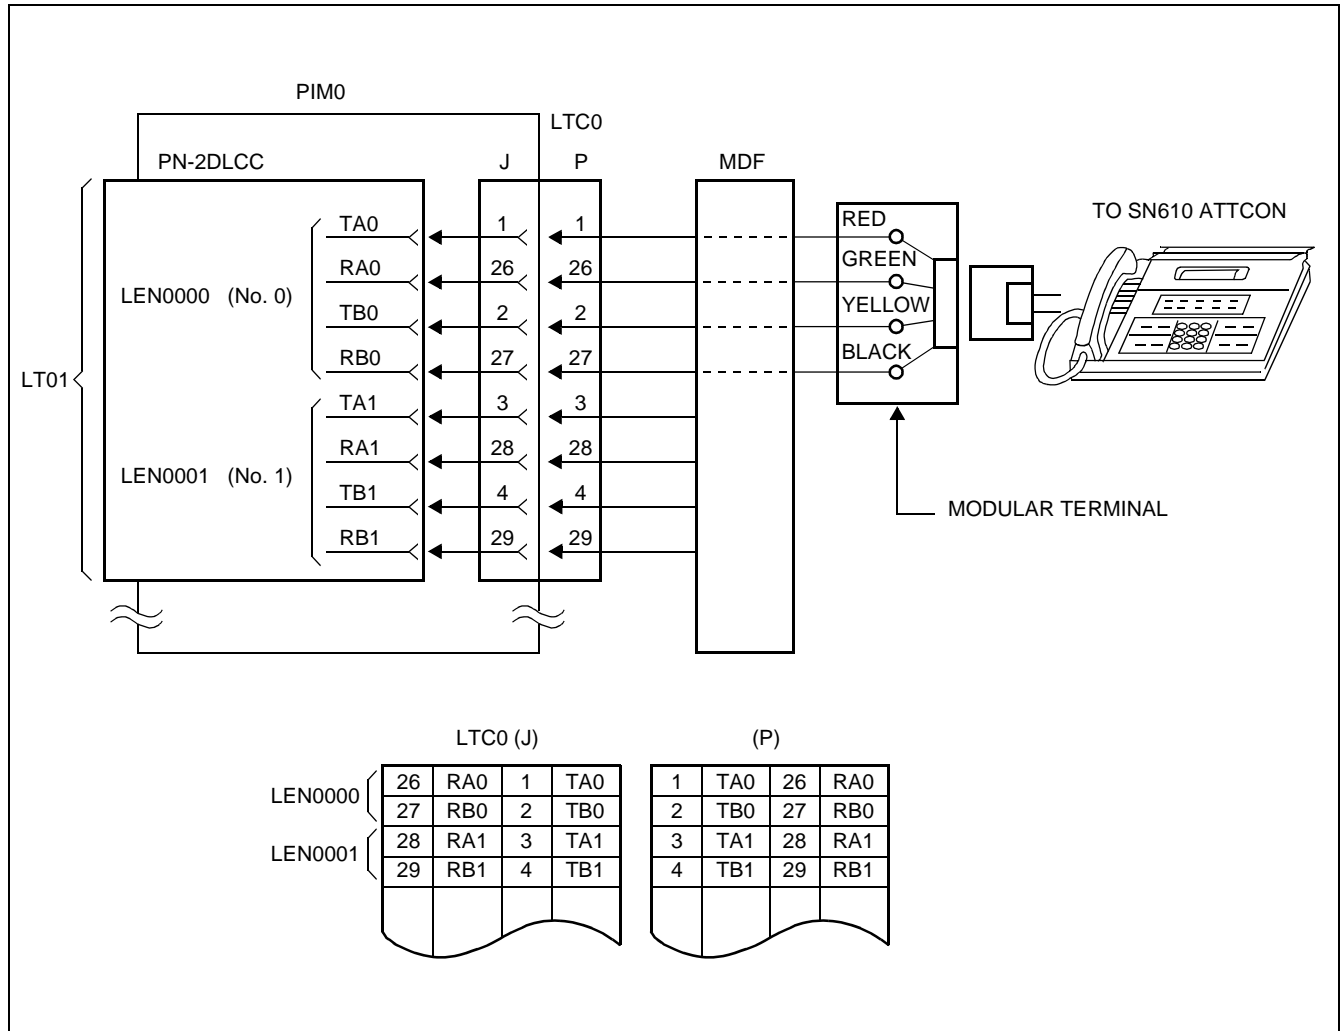 PIM0
LTC0
PN-2DLCC J P MDF
TO SN610 ATTCON
TA0 1 1 RED
RA0 26 26 GREEN
LEN0000 (No. 0)
TB0 2 2 YELLOW
RB0 27 27 BLACK
LT01
TA1 3 3
RA1 28 28
LEN0001 (No. 1)
TB1 4 4
MODULAR TERMINAL
RB1 29 29
LTC0 (J) (P)
LEN0000
26 RA0 1 TA0 1 TA0 26 RA0
27 RB0 2 TB0 2 TB0 27 RB0
LEN0001
28 RA1 3 TA1 3 TA1 28 RA1
29 RB1 4 TB1 4 TB1 29 RB1